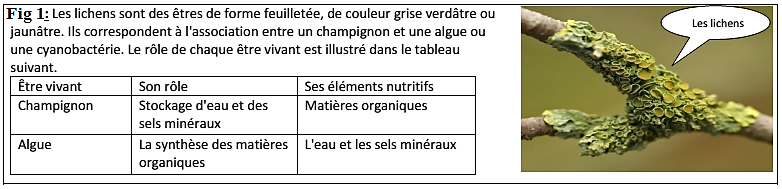 Fig 1: Les lichens sont des êtres de forme feuilletée, de couleur grise verdâtre ou
jaunâtre. Ils correspondent à l'association entre un champignon et une algue ou
une cyanobactérie. Le rôle de chaque être vivant est illustré dans le tableau
suivant.
Être vivant Son rôle Ses éléments nutritifs
Champignon Stockage d'eau et des Matières organiques
sels minéraux
Algue La synthèse des matières L'eau et les sels minéraux
organiques
Les lichens